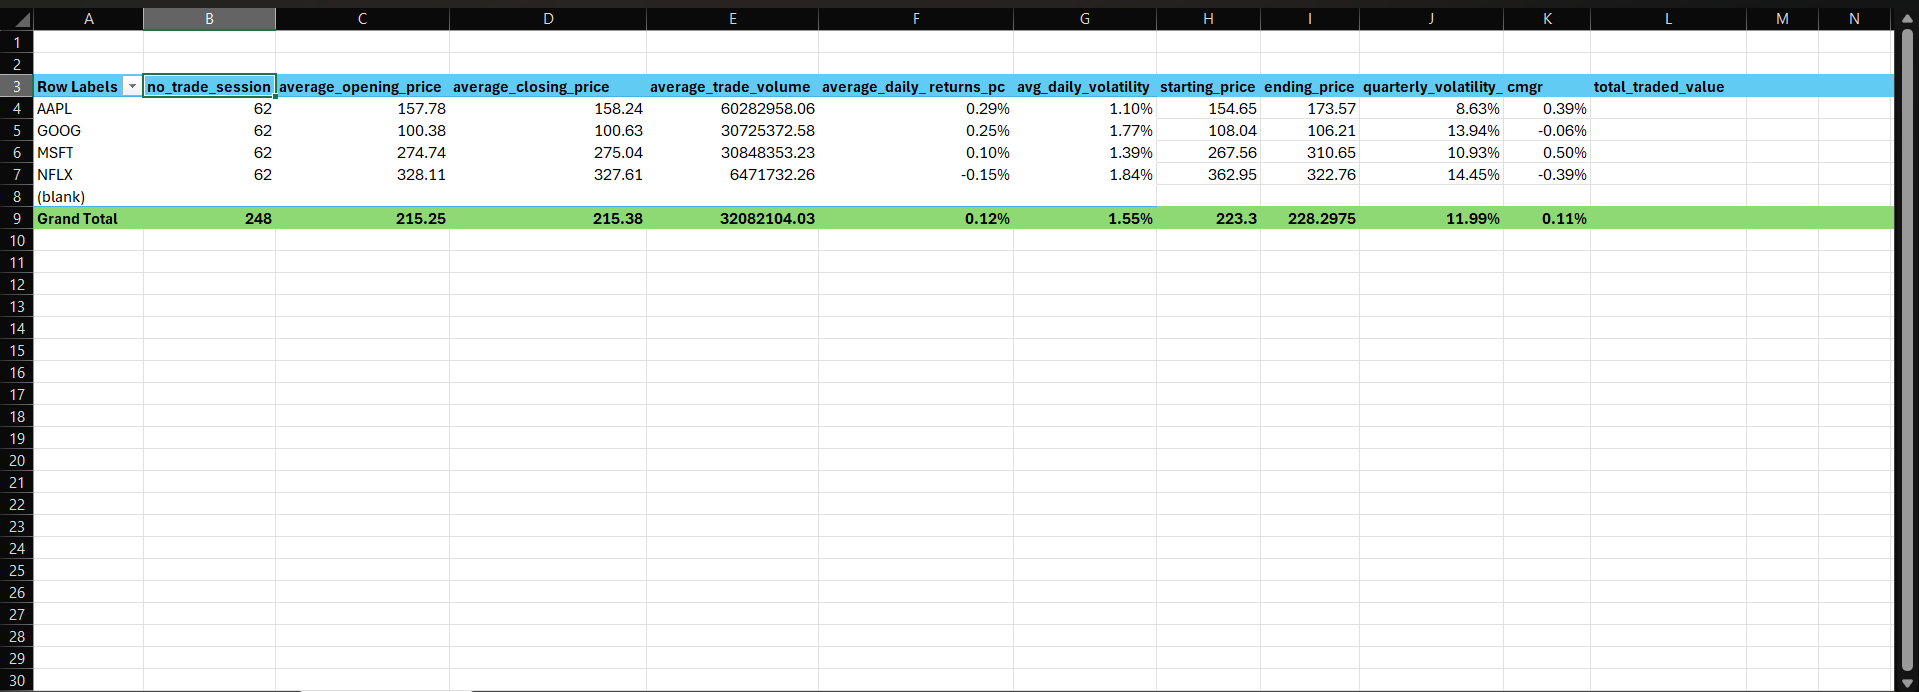 A B C D E F G H I J K L M N
1
2
3 Row Labels no_trade_session average_opening_price average_closing_price average_trade_volume average_daily_ returns_pc avg_daily_volatility starting_price ending_price quarterly_volatility_ cmgr total_traded_value
4 AAPL 62 157.78 158.24 60282958.06 0.29% 1.10% 154.65 173.57 8.63% 0.39%
5 GOOG 62 100.38 100.63 30725372.58 0.25% 1.77% 108.04 106.21 13.94% -0.06%
6 MSFT 62 274.74 275.04 30848353.23 0.10% 1.39% 267.56 310.65 10.93% 0.50%
7 NFLX 62 328.11 327.61 6471732.26 -0.15% 1.84% 362.95 322.76 14.45% -0.39%
8 (blank)
9 Grand Total 248 215.25 215.38 32082104.03 0.12% 1.55% 223.3 228.2975 11.99% 0.11%
10
11
12
13
14
15
16
17
18
19
20
21
22
23
24
25
26
27
28
29
30